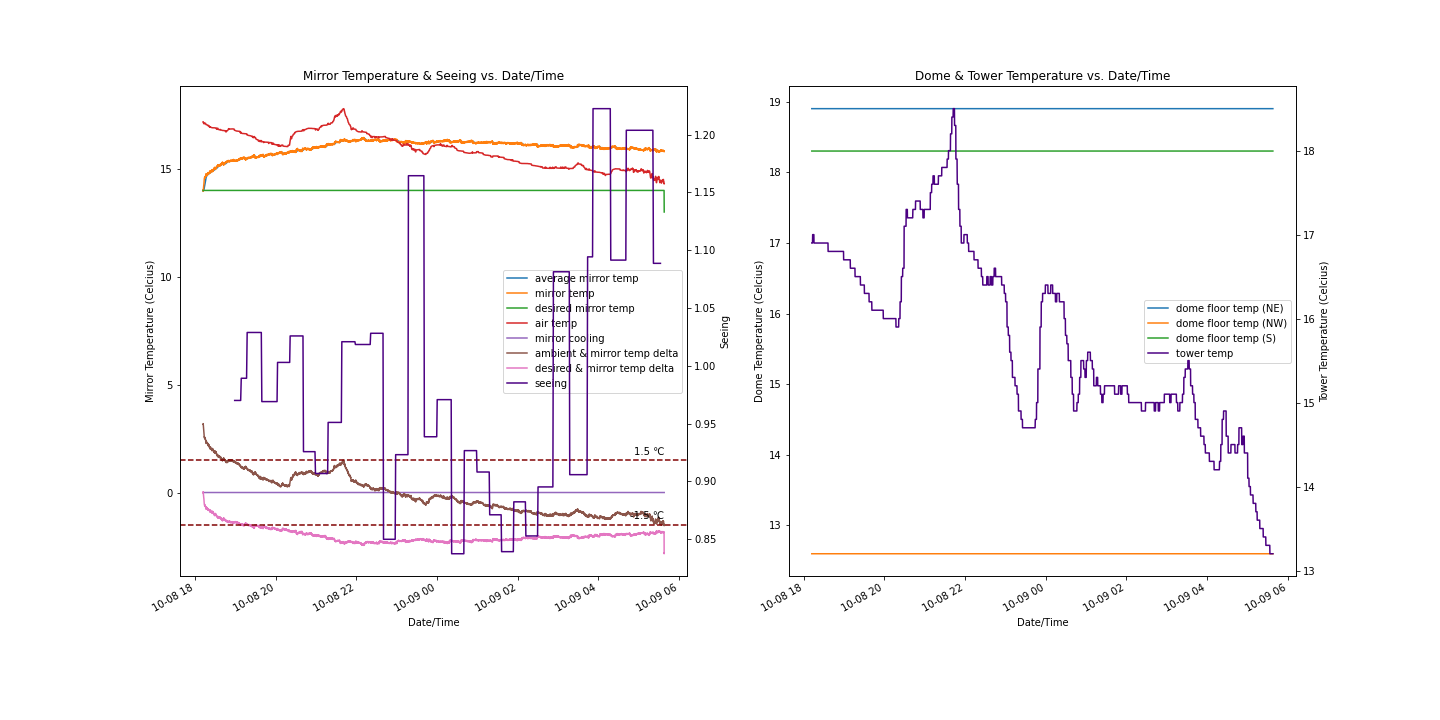 Mirror Temperature & Seeing vs. Date/Time
Mirror Temperature (Celcius)
15
10
5
0
1.20
1.15
1.10
1.05
1.00
0.95
0.90
0.85
Seeing
average mirror temp
mirror temp
desired mirror temp
air temp
mirror cooling
ambient & mirror temp delta
desired & mirror temp delta
seeing
1.5 °C
-1.5 °C
10-08 18
10-08 20
10-08 22
10-09 00
10-09 02
10-09 04
10-09 06
Date/Time
Dome & Tower Temperature vs. Date/Time
Dome Temperature (Celcius)
19
18
17
16
15
14
13
18
17
16
15
14
13
Tower Temperature (Celcius)
dome floor temp (NE)
dome floor temp (NW)
dome floor temp (S)
tower temp
10-08 18
10-08 20
10-08 22
10-09 00
10-09 02
10-09 04
10-09 06
Date/Time